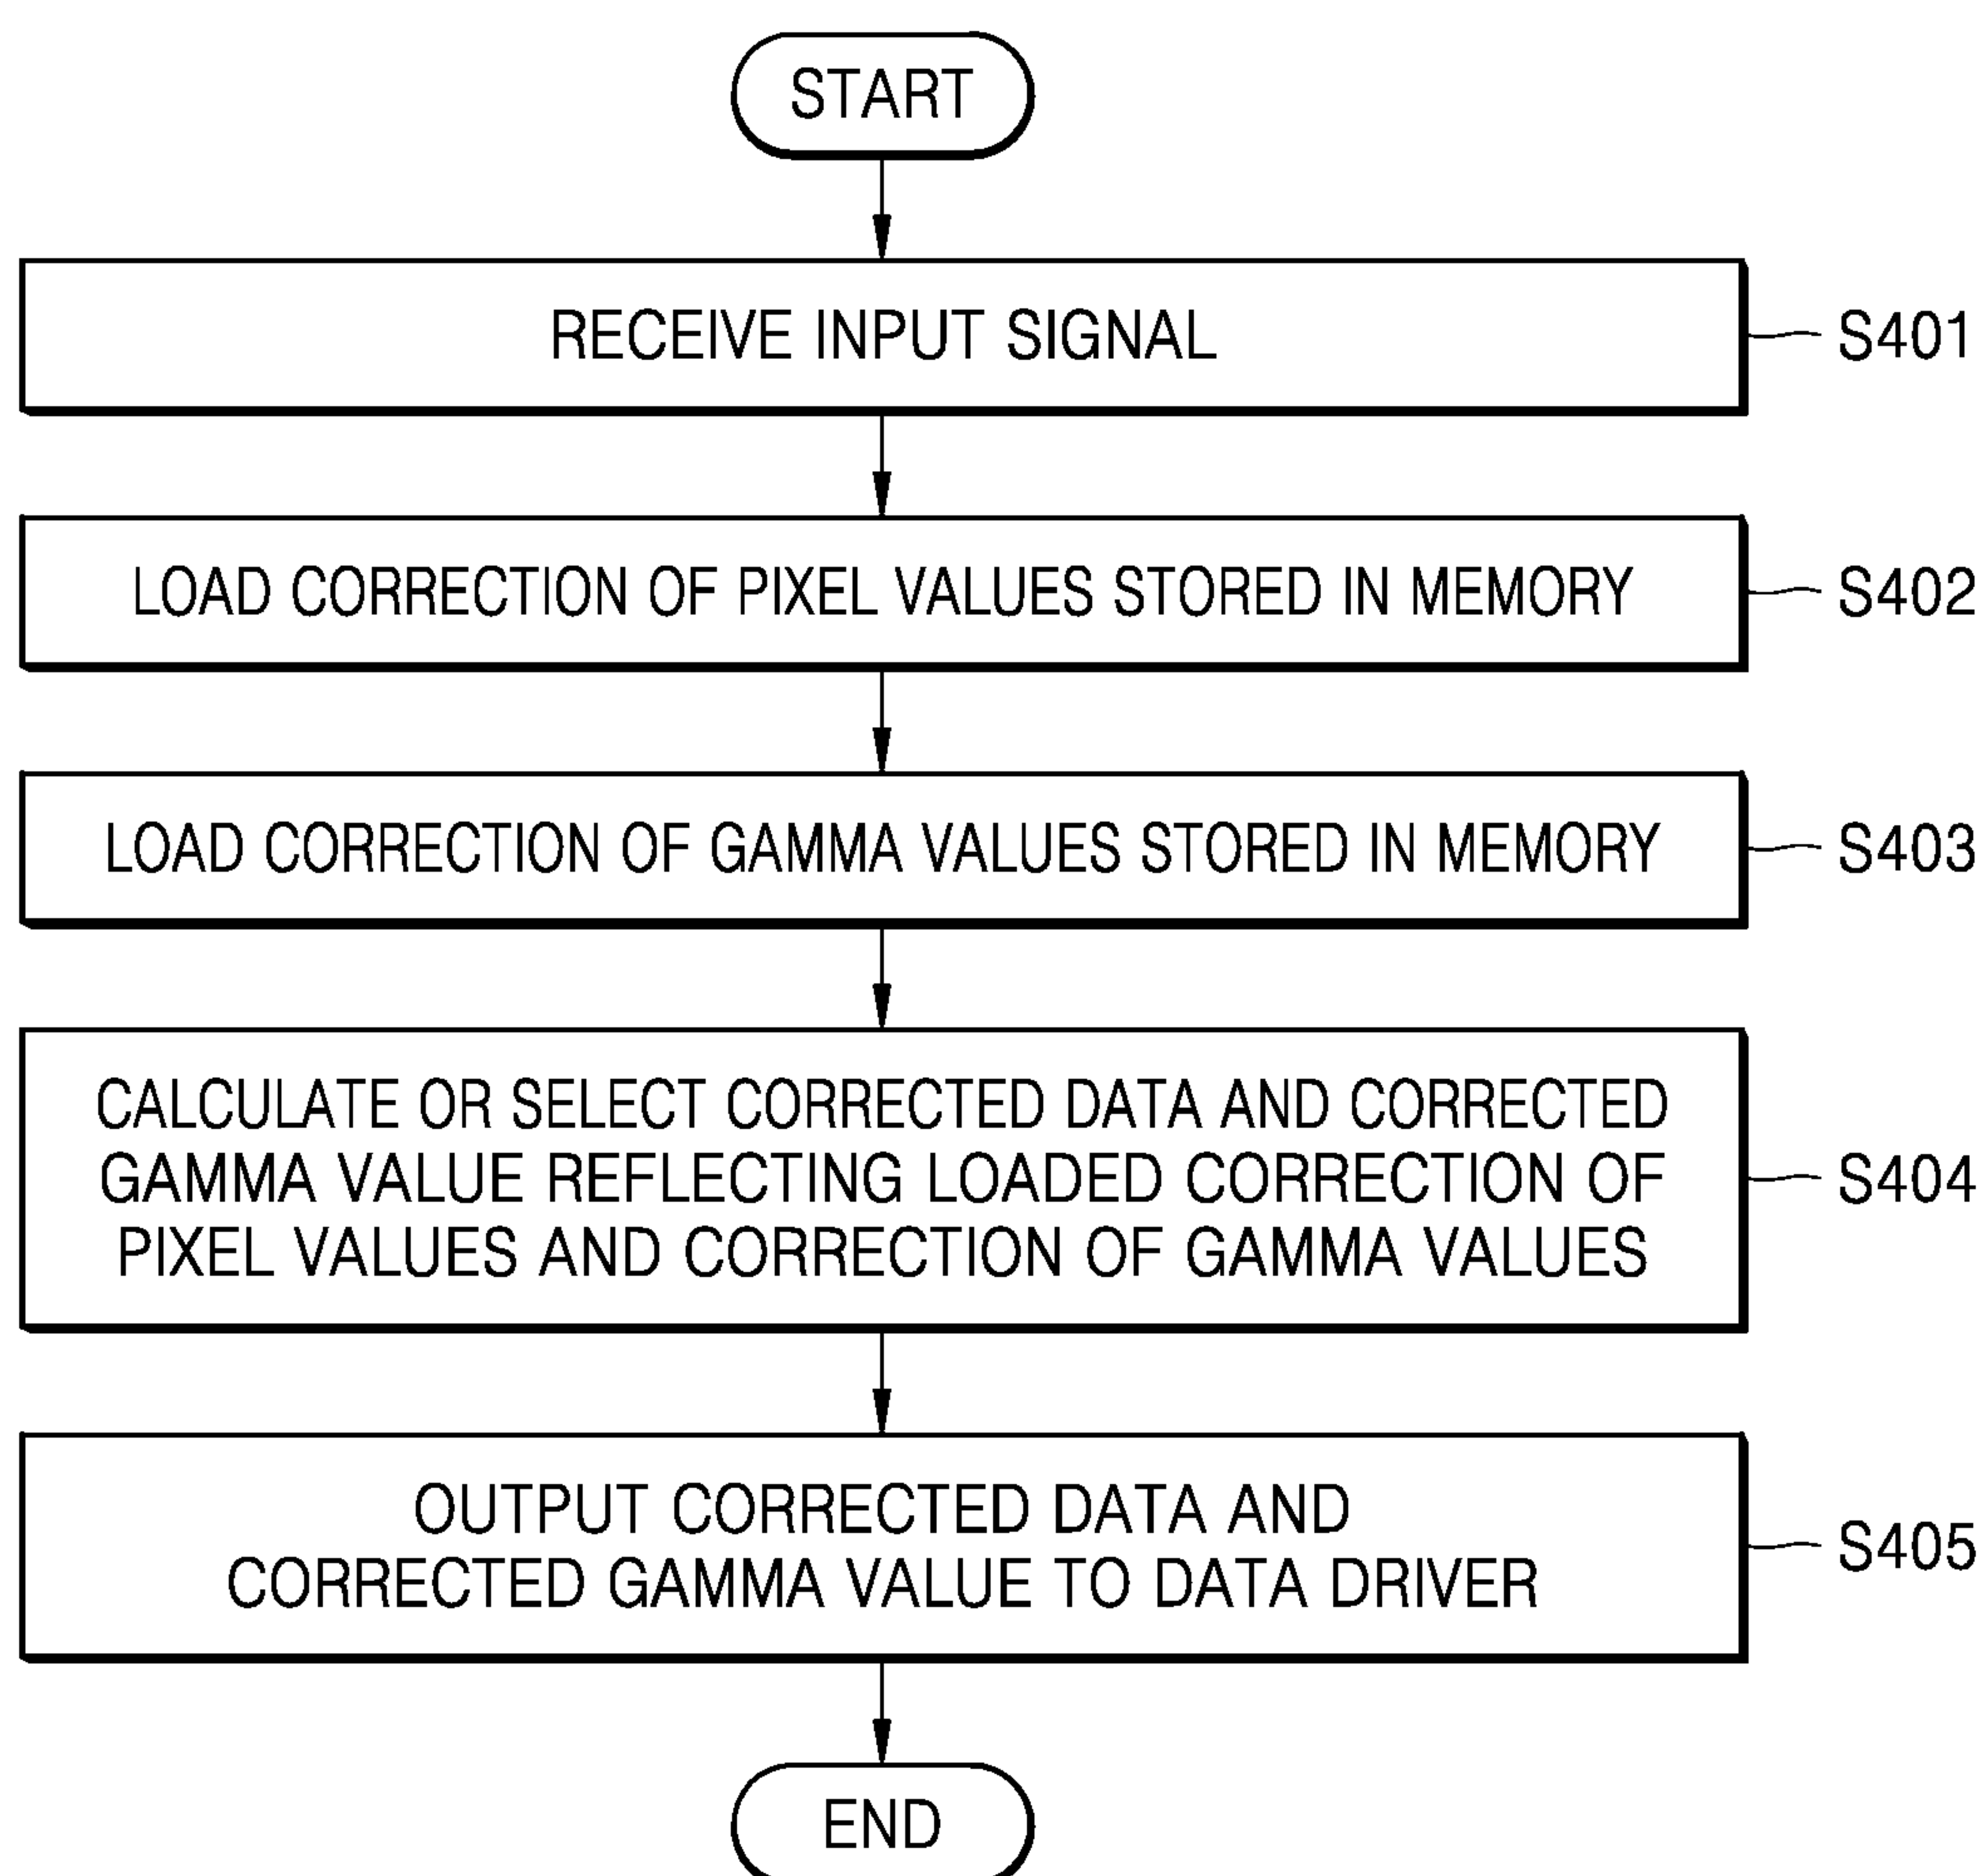 START
RECEIVE INPUT SIGNAL
S401
LOAD CORRECTION OF PIXEL VALUES STORED IN MEMORY
S402
LOAD CORRECTION OF GAMMA VALUES STORED IN MEMORY
S403
CALCULATE OR SELECT CORRECTED DATA AND CORRECTED
GAMMA VALUE REFLECTING LOADED CORRECTION OF
PIXEL VALUES AND CORRECTION OF GAMMA VALUES
S404
OUTPUT CORRECTED DATA AND
CORRECTED GAMMA VALUE TO DATA DRIVER
S405
END